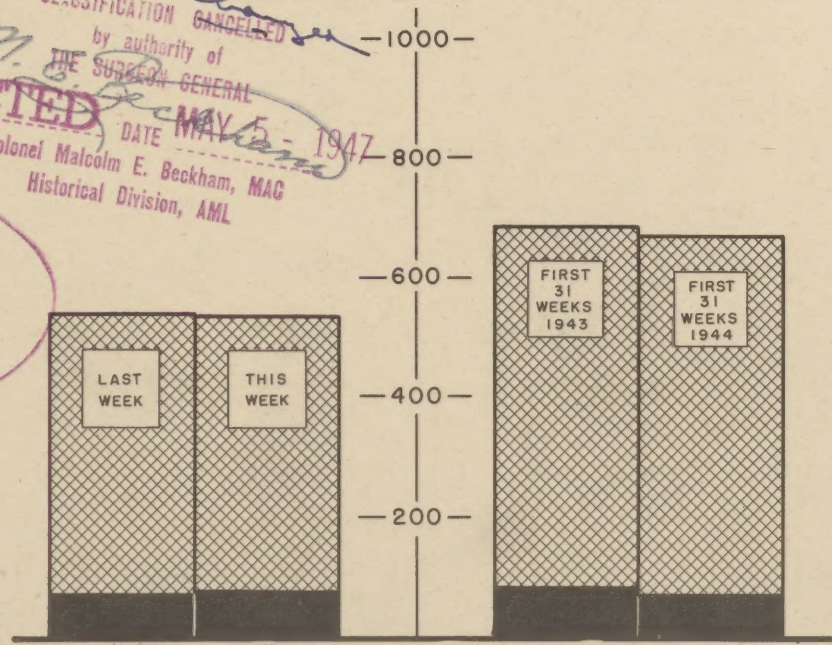 CLASSIFICATION CANCELLED
by authority of
THE SURGEON GENERAL
DATE MAY 5 - 1947
Colonel Malcolm E. Beckham, MAC
Historical Division, AML
1000
800
600
400
200
LAST
WEEK
THIS
WEEK
FIRST
31
WEEKS
1943
FIRST
31
WEEKS
1944